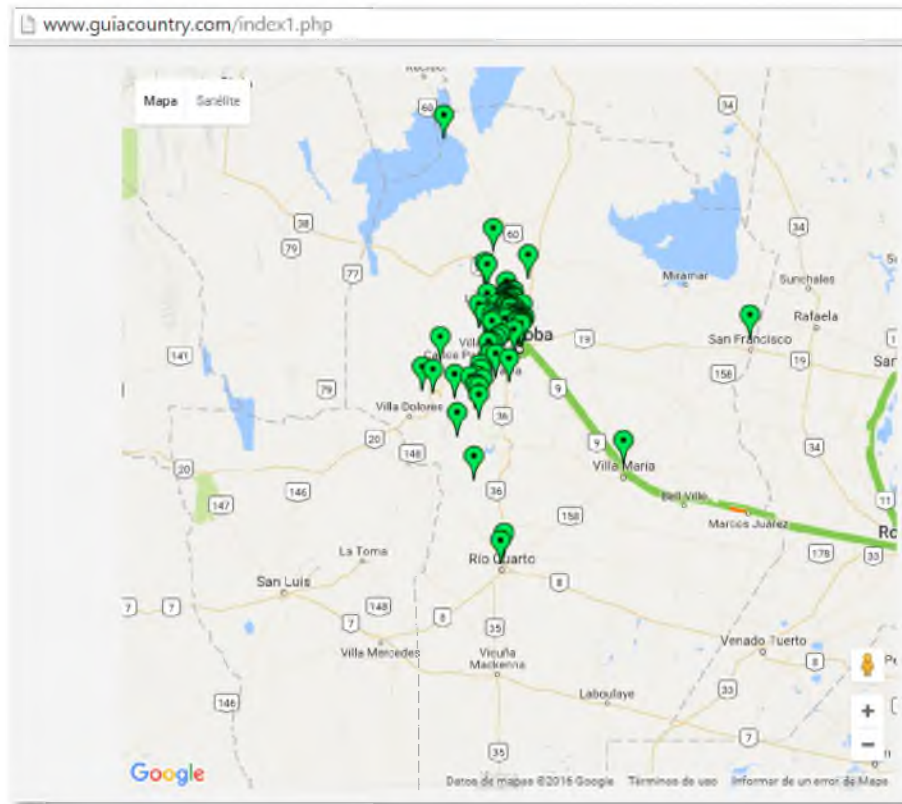 www.guiacountry.com/index1.php
Mapa Satélite
60
34
38
60
34
79
77
Miramar
Sunchales
Rafaela
San Francisco
19
141
158
19
79
9
Villa Dolores
36
20
148
9
34
Villa María
20
146
36
147
158
Bell Ville
11
Marcos Juárez
178
33
La Toma
Río Cuarto
San Luis
8
7
7
148
7
8
35
Villa Mercedes
Vicuña
Mackenna
Venado Tuerto
8
146
33
Laboulaye
7
35
+
−
Google
Datos de mapas ©2016 Google Términos de uso Informar de un error de Maps